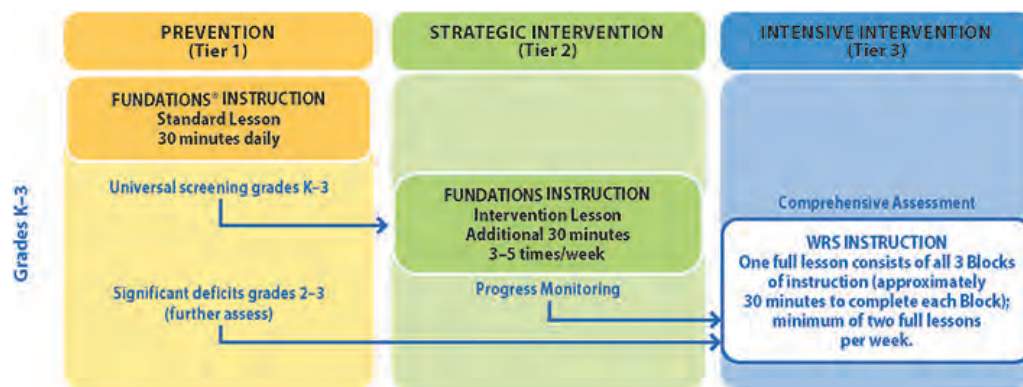 PREVENTION
(Tier 1)
STRATEGIC INTERVENTION
(Tier 2)
INTENSIVE INTERVENTION
(Tier 3)
Grades K–3
FUNDATIONS® INSTRUCTION
Standard Lesson
30 minutes daily
Universal screening grades K–3
Significant deficits grades 2–3
(further assess)
FUNDATIONS INSTRUCTION
Intervention Lesson
Additional 30 minutes
3–5 times/week
Progress Monitoring
Comprehensive Assessment
WRS INSTRUCTION
One full lesson consists of all 3 Blocks
of instruction (approximately
30 minutes to complete each Block);
minimum of two full lessons
per week.